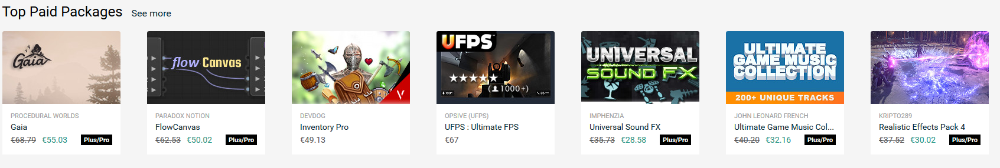 Top Paid Packages See more
Gaia
flow Canvas
V
UFPS
★★★★★
(1000+)
100
25
UNIVERSAL
SOUND FX
ULTIMATE
GAME MUSIC
COLLECTION
200+ UNIQUE TRACKS
PROCEDURAL WORLDS
Gaia
€68.79 €55.03 Plus/Pro
PARADOX NOTION
FlowCanvas
€62.53 €50.02 Plus/Pro
DEVDOG
Inventory Pro
€49.13
OPSIVE (UFPS)
UFPS : Ultimate FPS
€67
IMPHENZIA
Universal Sound FX
€35.73 €28.58 Plus/Pro
JOHN LEONARD FRENCH
Ultimate Game Music Col...
€40.20 €32.16 Plus/Pro
KRIPTO289
Realistic Effects Pack 4
€37.52 €30.02 Plus/Pro